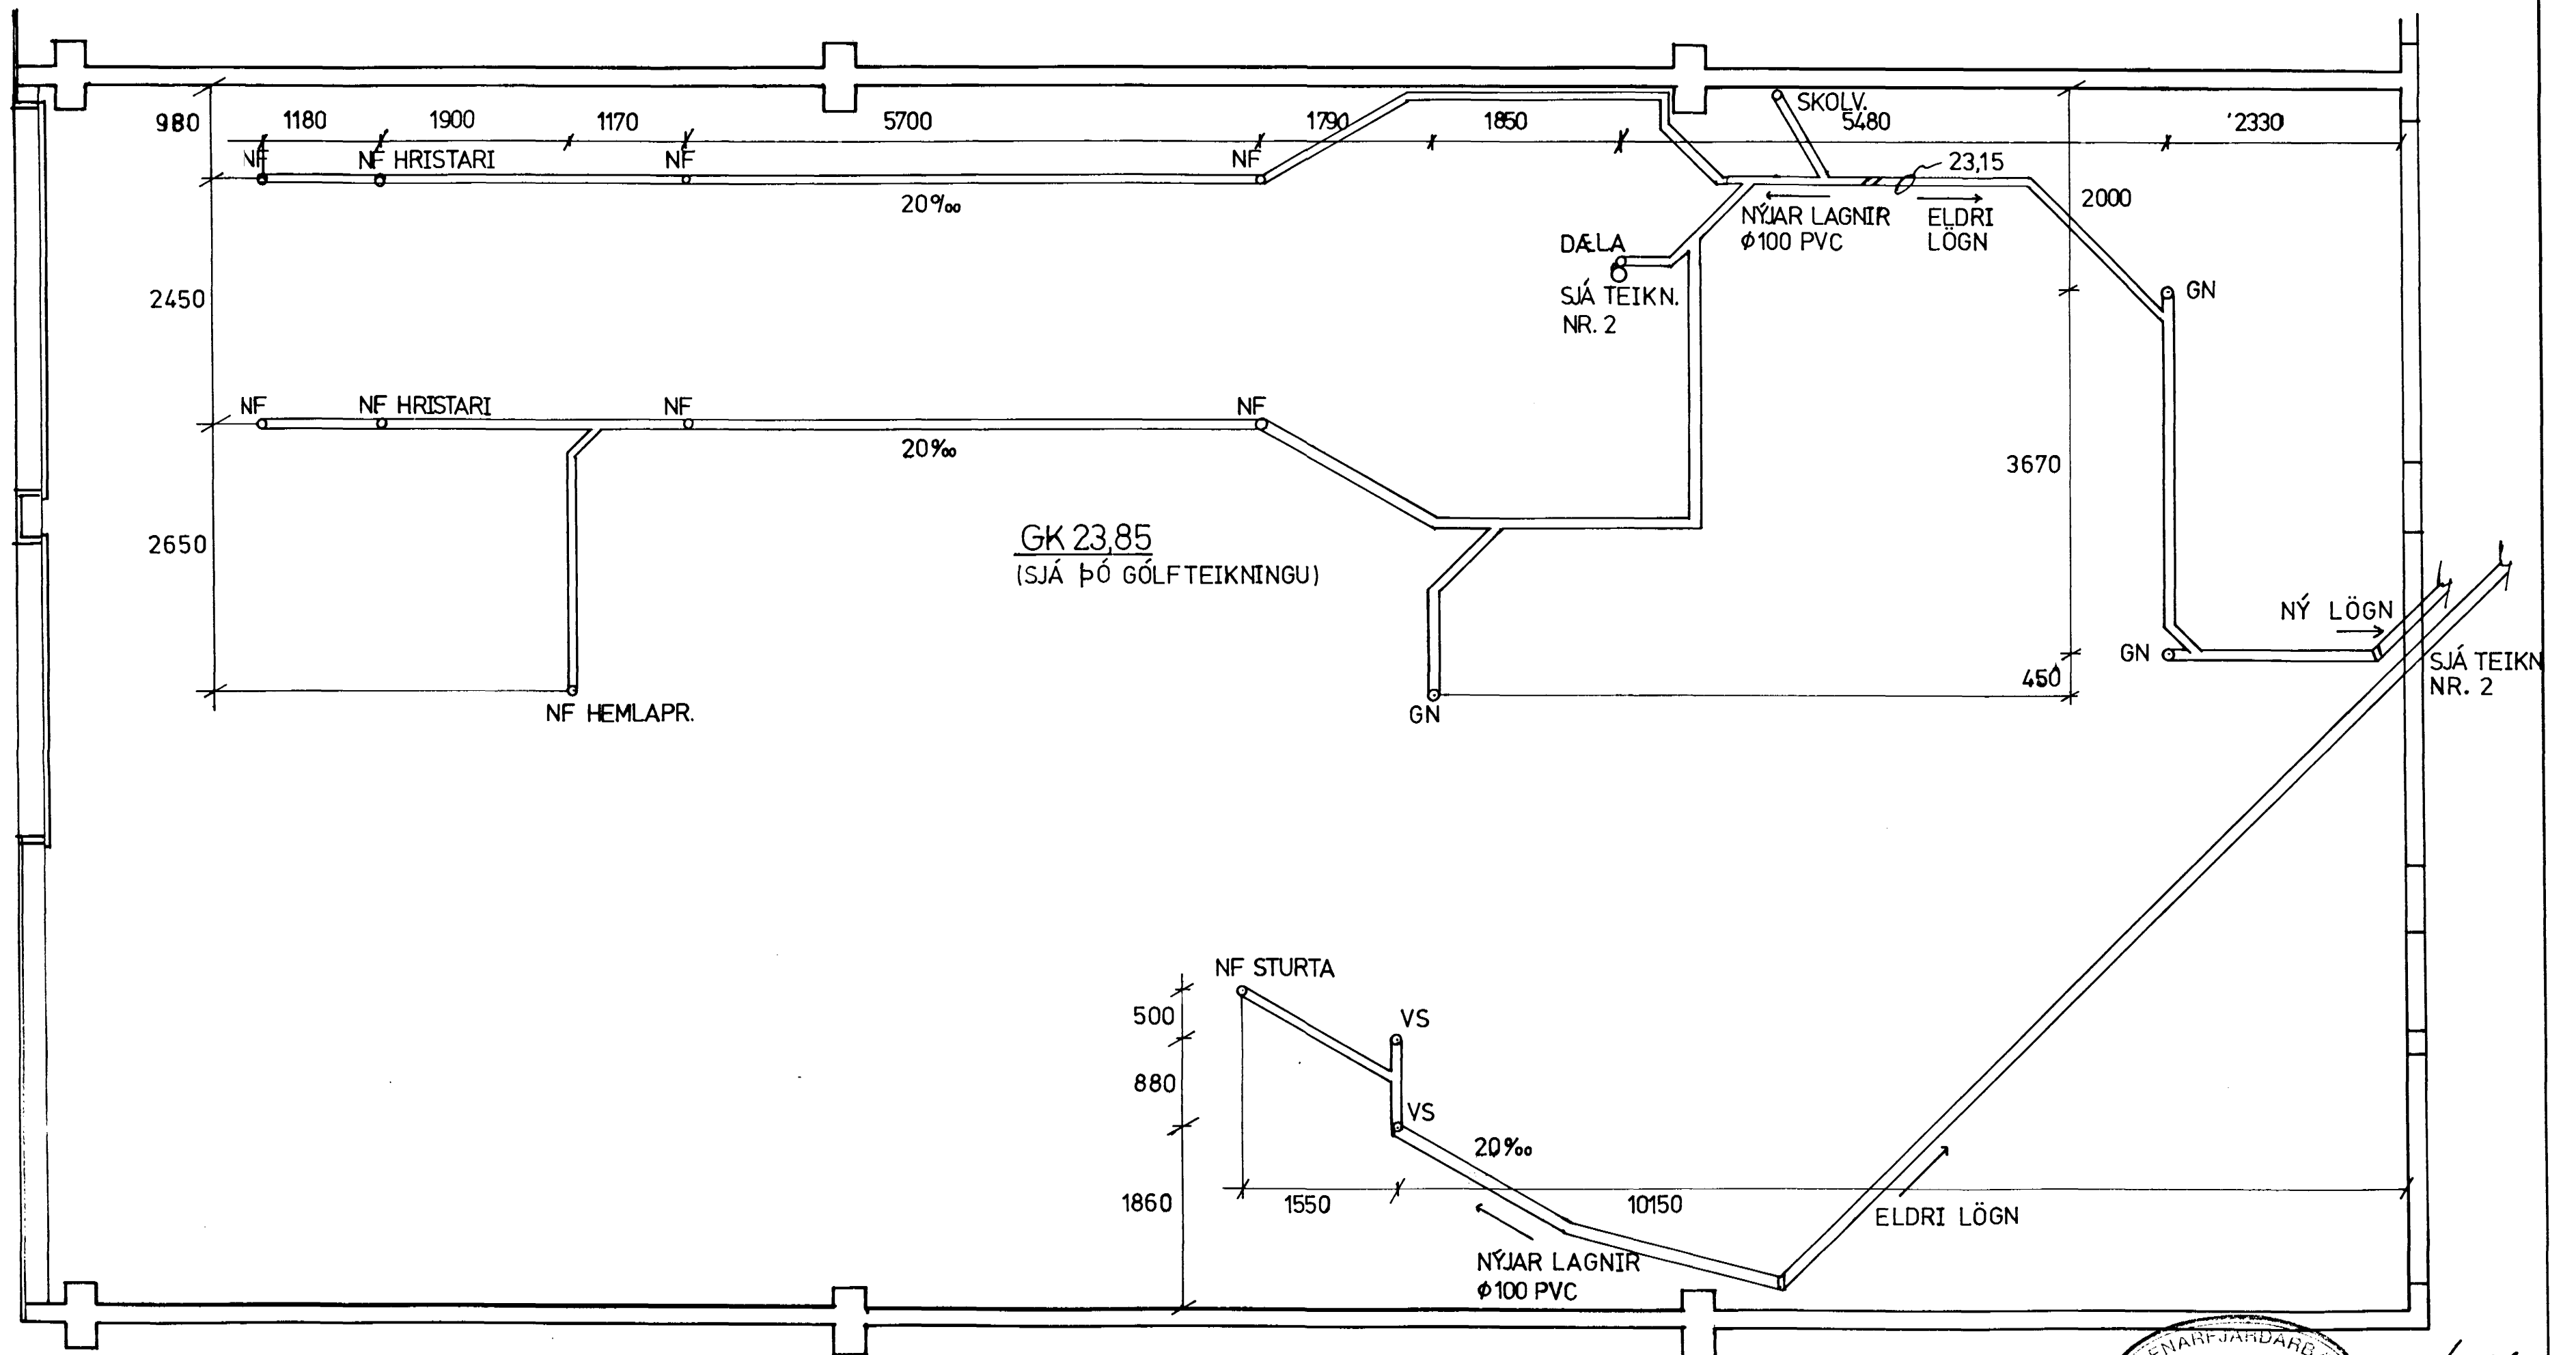 980
1180
1900
1170
5700
1790
1850
SKOLV.
5480
2330
NF
NF HRISTARI
NF
NF
23,15
20‰
2000
NÝJAR LAGNIR
φ100 PVC
ELDRI
LÖGN
DÆLA
SJÁ TEIKN.
NR. 2
GN
2450
NF
NF HRISTARI
NF
NF
20‰
3670
2650
GK 23,85
(SJÁ ÞÓ GÓLFTEIKNINGU)
NÝ LÖGN
GN
450
SJÁ TEIKN
NR. 2
NF HEMLAPR.
GN
NF STURTA
500
VS
880
VS
20‰
1860
1550
10150
ELDRI LÖGN
NÝJAR LAGNIR
φ100 PVC